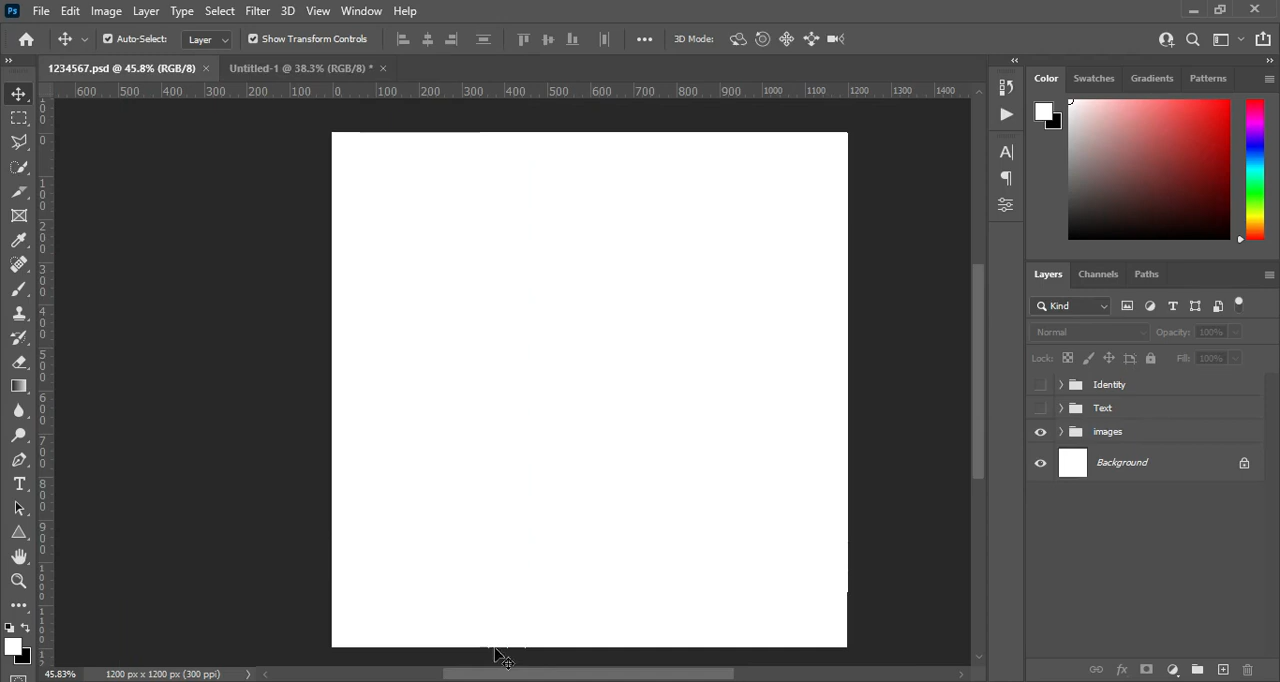 Ps File Edit Image Layer Type Select Filter 3D View Window Help
Auto-Select: Layer Show Transform Controls 3D Mode:
1234567.psd @ 45.8% (RGB/8) × Untitled-1 @ 38.3% (RGB/8) * ×
600 500 400 300 200 100 0 100 200 300 400 500 600 700 800 900 1000 1100 1200 1300 1400
Color Swatches Gradients Patterns
Layers Channels Paths
Kind
Normal Opacity: 100%
Lock: Fill: 100%
Identity
Text
images
Background
45.83% 1200 px x 1200 px (300 ppi)